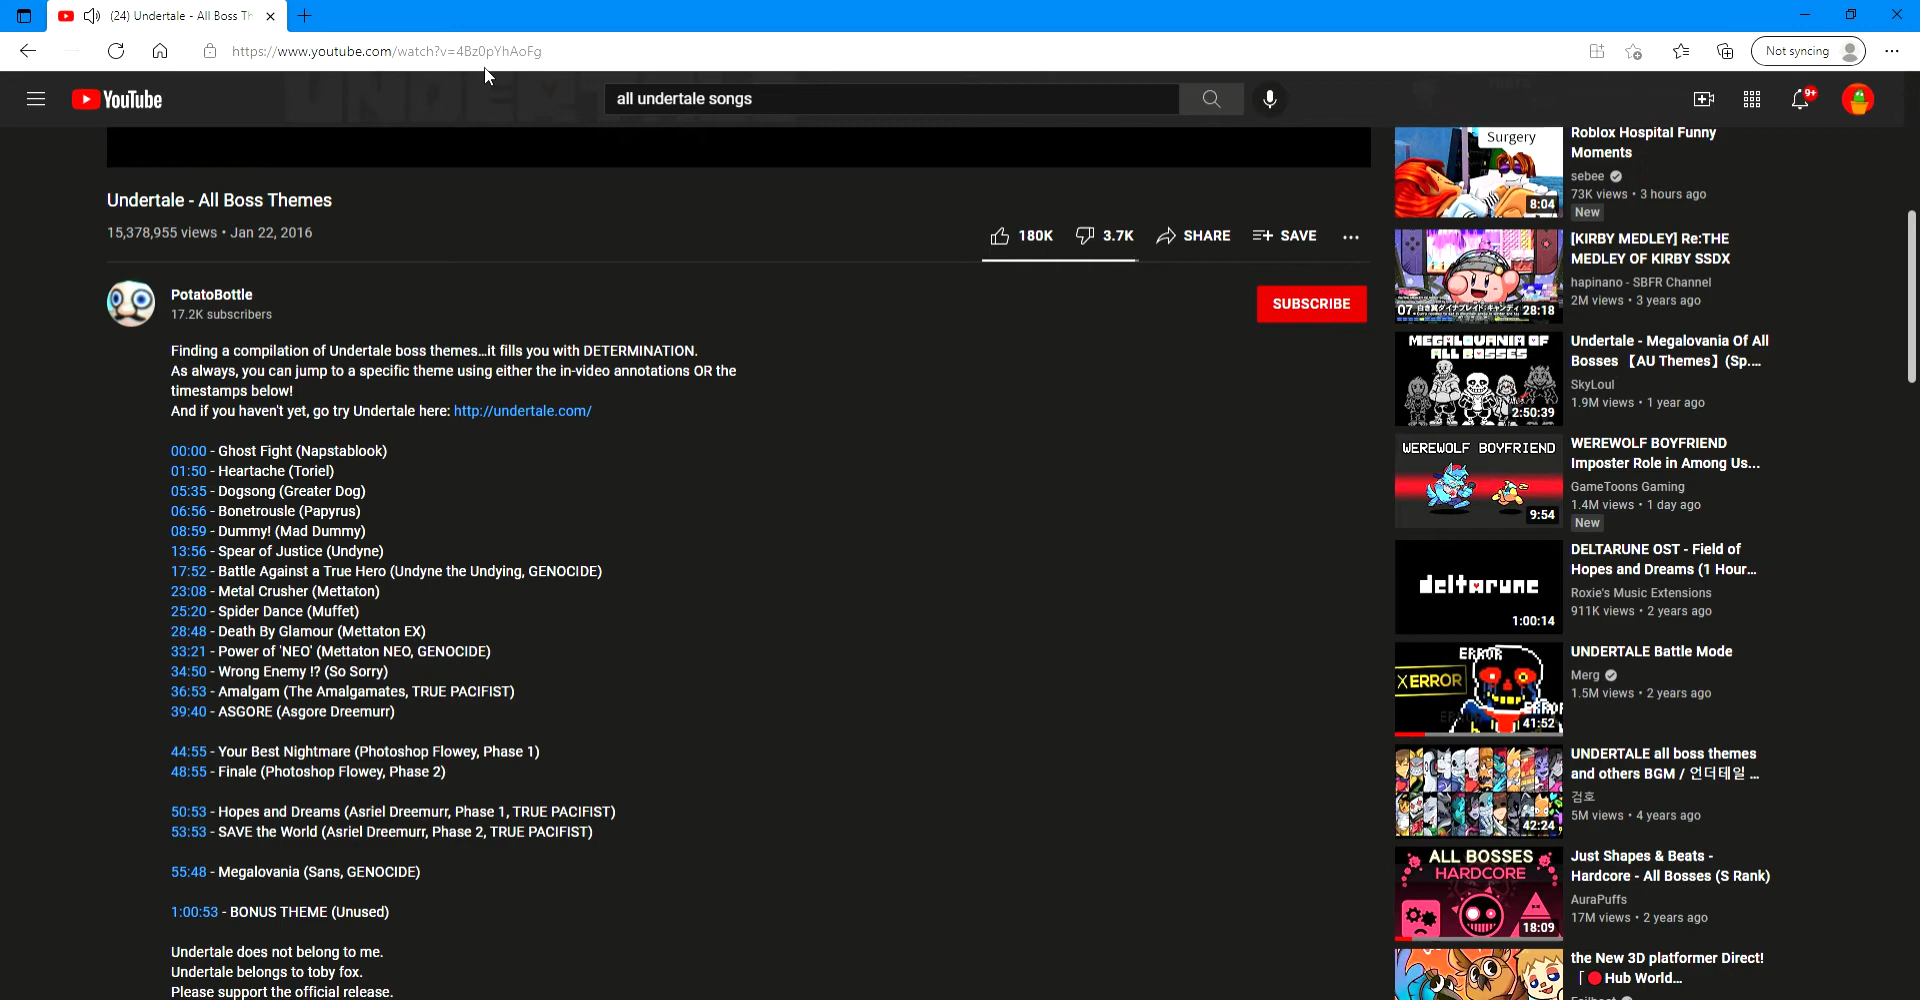 (24) Undertale - All Boss Th
https://www.youtube.com/watch?v=4Bz0pYhAoFg
Not syncing
YouTube
all undertale songs
9+
Undertale - All Boss Themes
15,378,955 views • Jan 22, 2016
180K
3.7K
SHARE
SAVE
PotatoBottle
17.2K subscribers
SUBSCRIBE
Finding a compilation of Undertale boss themes...it fills you with DETERMINATION.
As always, you can jump to a specific theme using either the in-video annotations OR the
timestamps below!
And if you haven't yet, go try Undertale here: http://undertale.com/
00:00 - Ghost Fight (Napstablook)
01:50 - Heartache (Toriel)
05:35 - Dogsong (Greater Dog)
06:56 - Bonetrousle (Papyrus)
08:59 - Dummy! (Mad Dummy)
13:56 - Spear of Justice (Undyne)
17:52 - Battle Against a True Hero (Undyne the Undying, GENOCIDE)
23:08 - Metal Crusher (Mettaton)
25:20 - Spider Dance (Muffet)
28:48 - Death By Glamour (Mettaton EX)
33:21 - Power of 'NEO' (Mettaton NEO, GENOCIDE)
34:50 - Wrong Enemy !? (So Sorry)
36:53 - Amalgam (The Amalgamates, TRUE PACIFIST)
39:40 - ASGORE (Asgore Dreemurr)
44:55 - Your Best Nightmare (Photoshop Flowey, Phase 1)
48:55 - Finale (Photoshop Flowey, Phase 2)
50:53 - Hopes and Dreams (Asriel Dreemurr, Phase 1, TRUE PACIFIST)
53:53 - SAVE the World (Asriel Dreemurr, Phase 2, TRUE PACIFIST)
55:48 - Megalovania (Sans, GENOCIDE)
1:00:53 - BONUS THEME (Unused)
Undertale does not belong to me.
Undertale belongs to toby fox.
Please support the official release.
Surgery
8:04
Roblox Hospital Funny
Moments
sebee
73K views • 3 hours ago
New
28:18
[KIRBY MEDLEY] Re:THE
MEDLEY OF KIRBY SSDX
hapinano - SBFR Channel
2M views • 3 years ago
MEGALOVANIA OF
ALL BOSSES
2:50:39
Undertale - Megalovania Of All
Bosses 【AU Themes】 (Sp....
SkyLoul
1.9M views • 1 year ago
WEREWOLF BOYFRIEND
9:54
WEREWOLF BOYFRIEND
Imposter Role in Among Us...
GameToons Gaming
1.4M views • 1 day ago
New
deltarune
1:00:14
DELTARUNE OST - Field of
Hopes and Dreams (1 Hour...
Roxie's Music Extensions
911K views • 2 years ago
ERROR
XERROR
41:52
UNDERTALE Battle Mode
Merg
1.5M views • 2 years ago
42:24
UNDERTALE all boss themes
and others BGM / 언더테일 ...
검호
5M views • 4 years ago
ALL BOSSES
HARDCORE
18:09
Just Shapes & Beats -
Hardcore - All Bosses (S Rank)
AuraPuffs
17M views • 2 years ago
the New 3D platformer Direct!
「🔴Hub World...